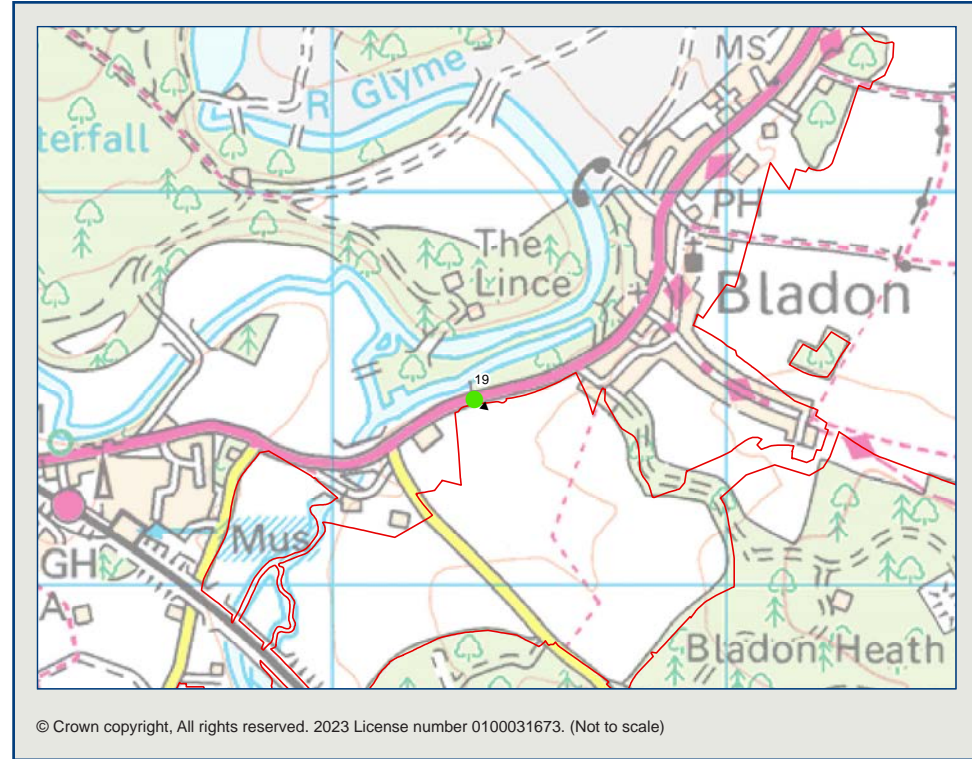 MS
R Glyme
terfall
PH
The
Lince
Bladon
19
Mus
GH
A
Bladon Heath
© Crown copyright, All rights reserved. 2023 License number 0100031673. (Not to scale)